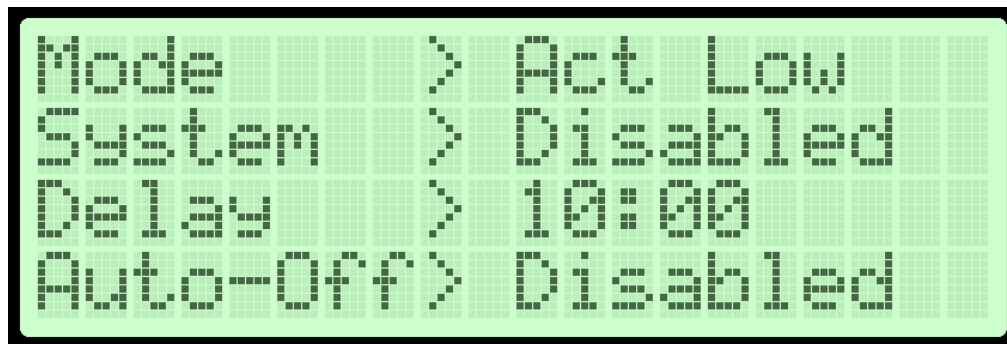 Mode > Act Low
System > Disabled
Delay > 10:00
Auto-Off> Disabled